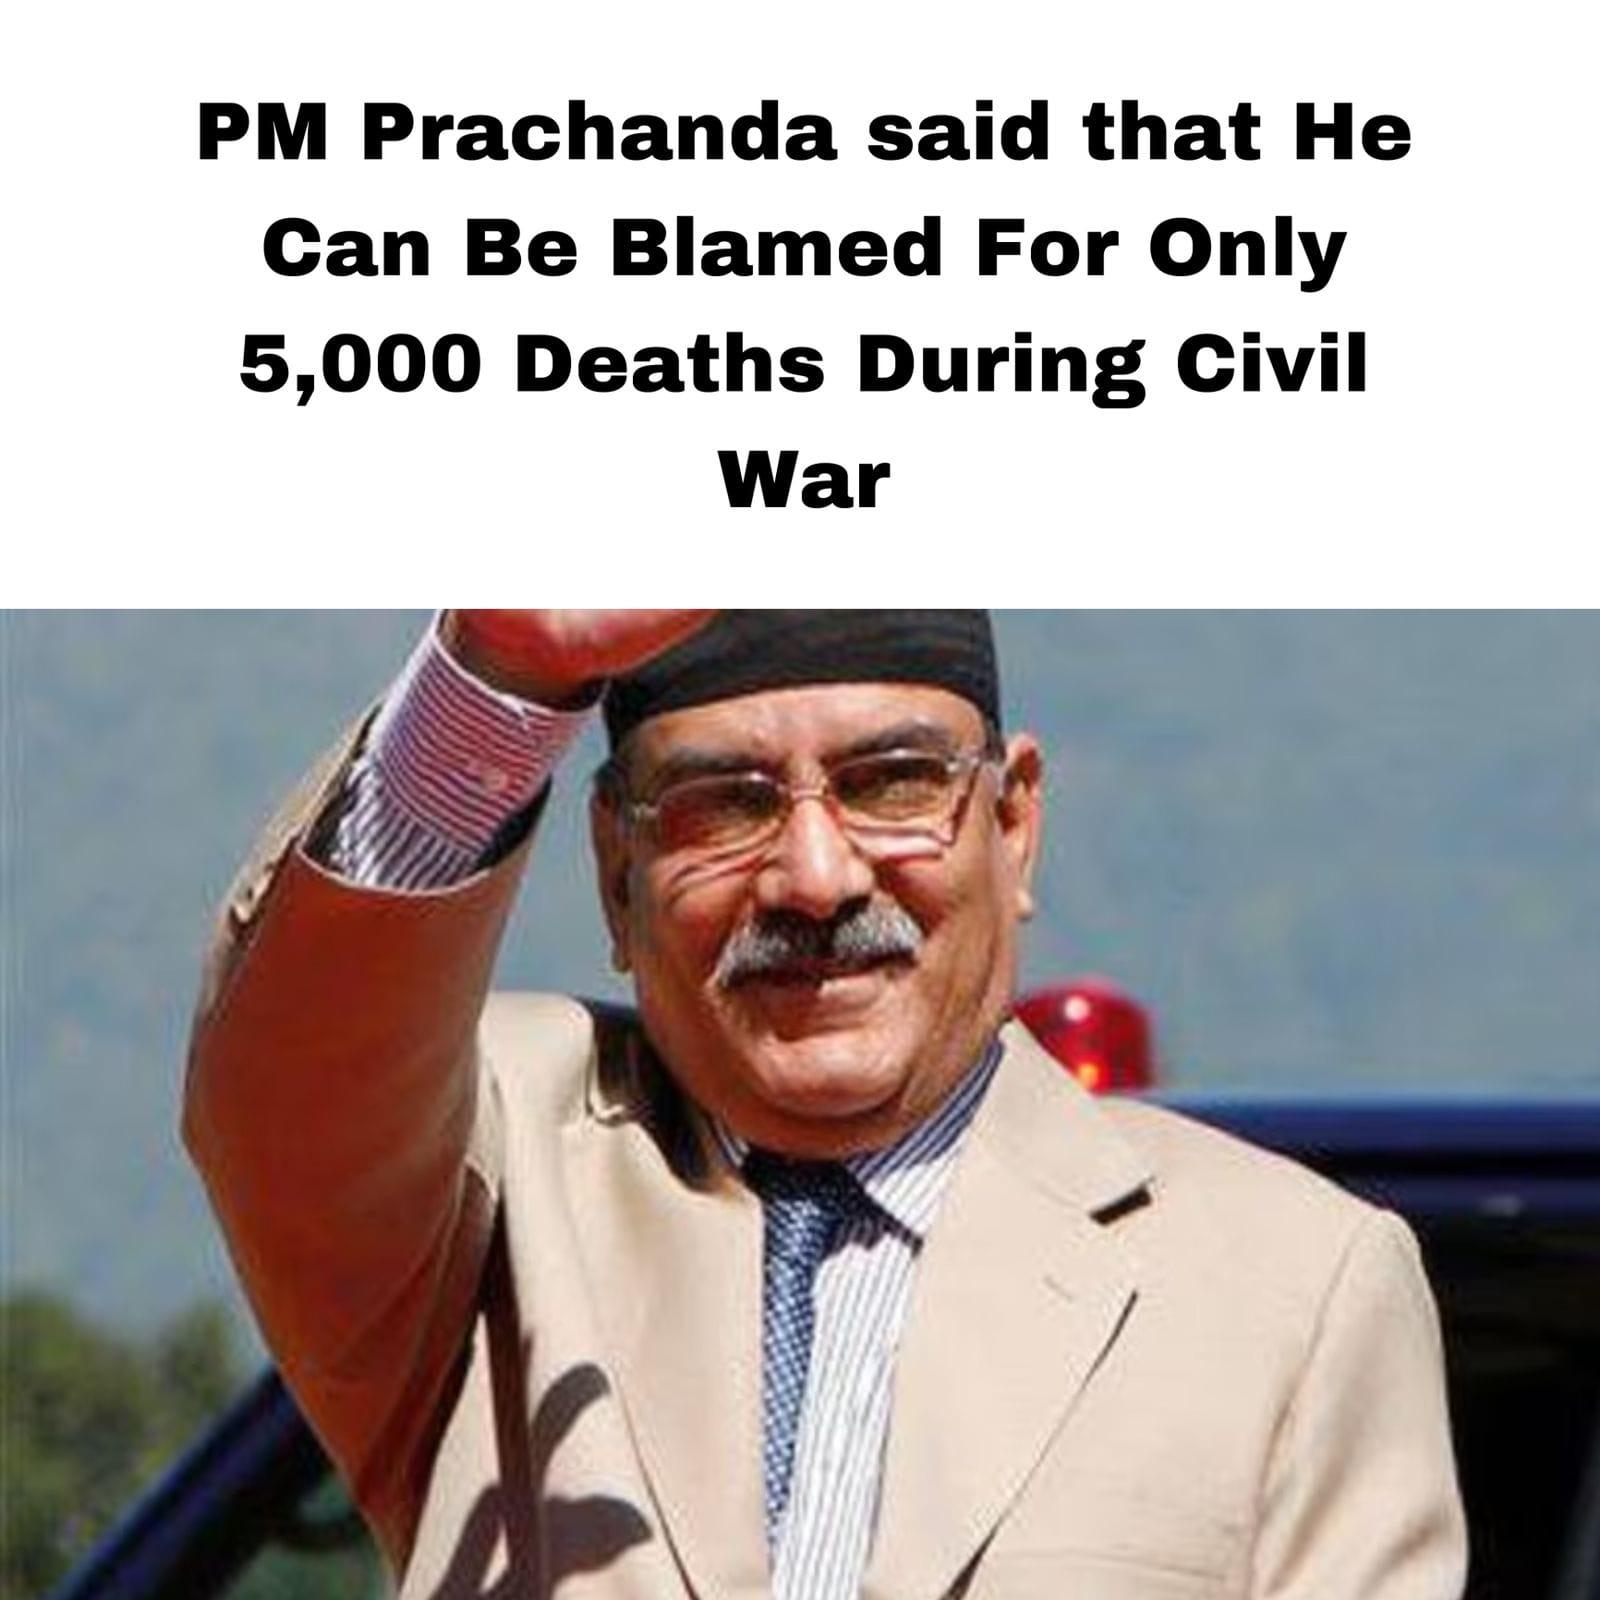 PM Prachanda said that He
Can Be Blamed For Only
5,000 Deaths During Civil
War